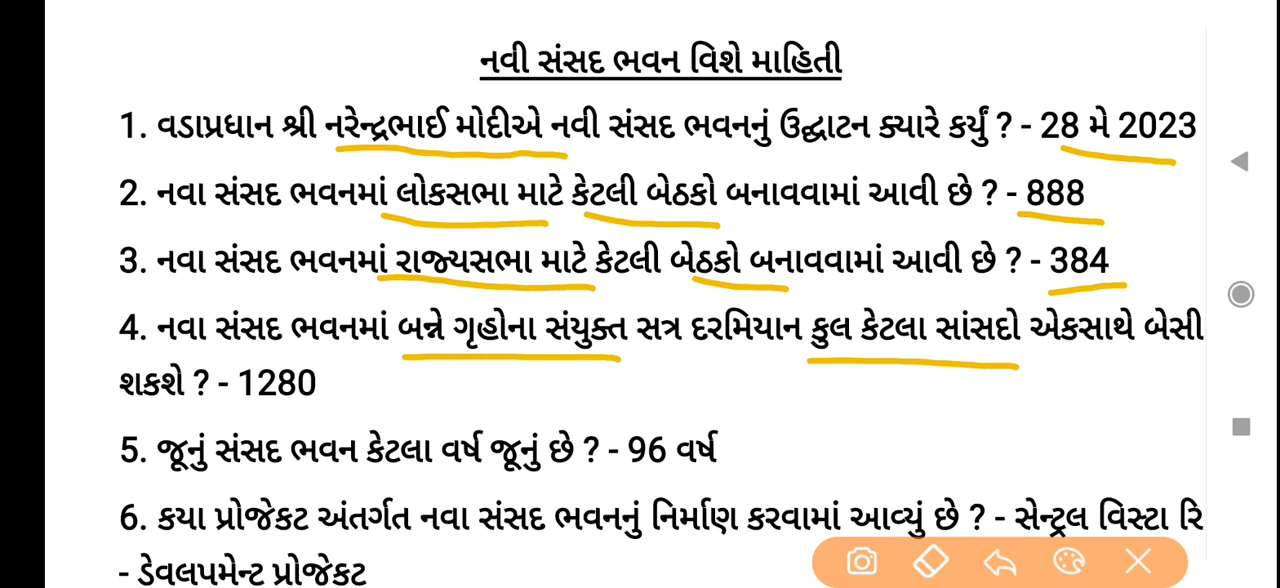 નવી સંસદ ભવન વિશે માહિતી
1. વડાપ્રધાન શ્રી નરેન્દ્રભાઈ મોદીએ નવી સંસદ ભવનનું ઉદ્ઘાટન ક્યારે કર્યું ? - 28 મે 2023
2. નવા સંસદ ભવનમાં લોકસભા માટે કેટલી બેઠકો બનાવવામાં આવી છે ? - 888
3. નવા સંસદ ભવનમાં રાજ્યસભા માટે કેટલી બેઠકો બનાવવામાં આવી છે ? - 384
4. નવા સંસદ ભવનમાં બન્ને ગૃહોના સંયુક્ત સત્ર દરમિયાન કુલ કેટલા સાંસદો એકસાથે બેસી
શકશે ? - 1280
5. જૂનું સંસદ ભવન કેટલા વર્ષ જૂનું છે ? - 96 વર્ષ
6. કયા પ્રોજેકટ અંતર્ગત નવા સંસદ ભવનનું નિર્માણ કરવામાં આવ્યું છે ? - સેન્ટ્રલ વિસ્ટા રિ
- ડેવલપમેન્ટ પ્રોજેકટ